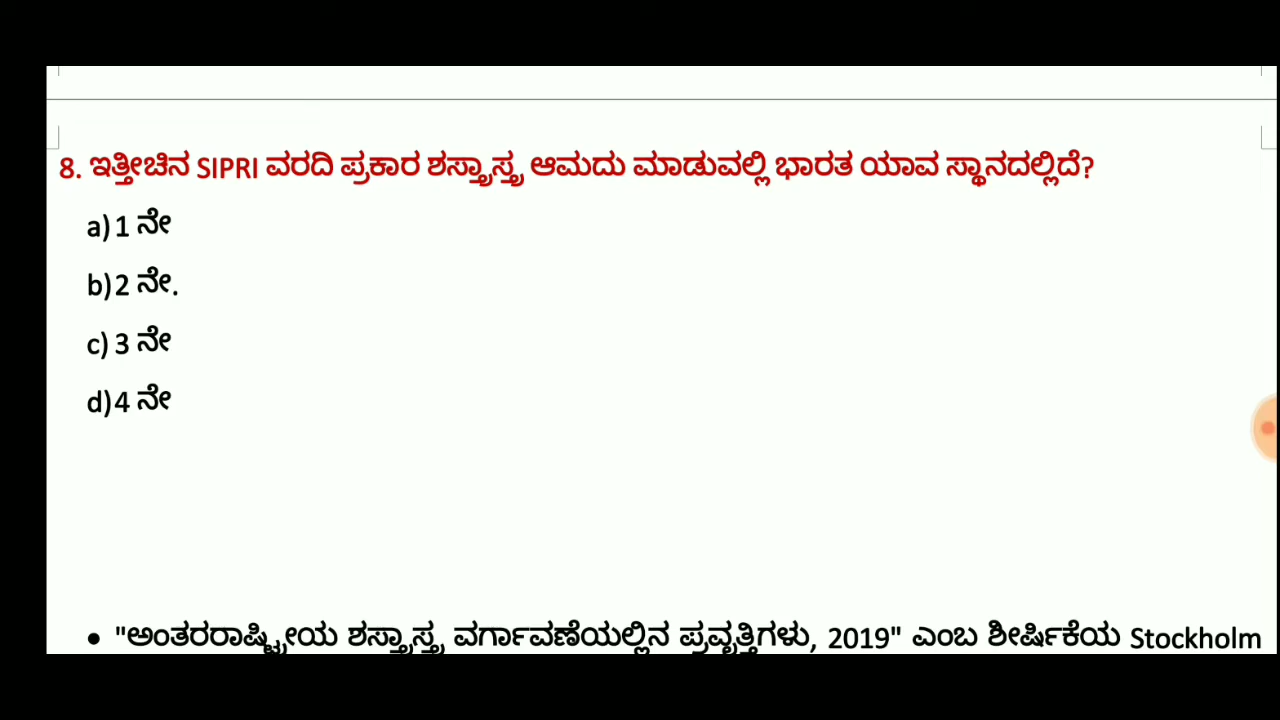 8. ಇತ್ತೀಚಿನ SIPRI ವರದಿ ಪ್ರಕಾರ ಶಸ್ತ್ರಾಸ್ತ್ರ ಆಮದು ಮಾಡುವಲ್ಲಿ ಭಾರತ ಯಾವ ಸ್ಥಾನದಲ್ಲಿದೆ?
a) 1 ನೇ
b) 2 ನೇ.
c) 3 ನೇ
d) 4 ನೇ
• "ಅಂತರರಾಷ್ಟ್ರೀಯ ಶಸ್ತ್ರಾಸ್ತ್ರ ವರ್ಗಾವಣೆಯಲ್ಲಿನ ಪ್ರವೃತ್ತಿಗಳು, 2019" ಎಂಬ ಶೀರ್ಷಿಕೆಯ Stockholm